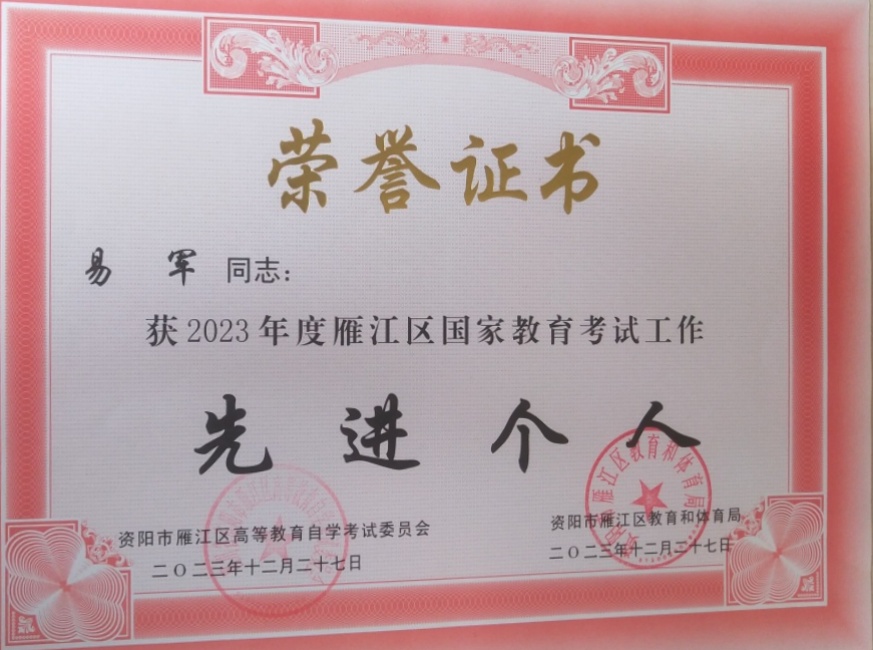 荣誉证书
易 军 同志:
获2023年度雁江区国家教育考试工作
先进个人
资阳市雁江区高等教育自学考试委员会
二〇二三年十二月二十七日
资阳市雁江区教育和体育局
二〇二三年十二月二十七日